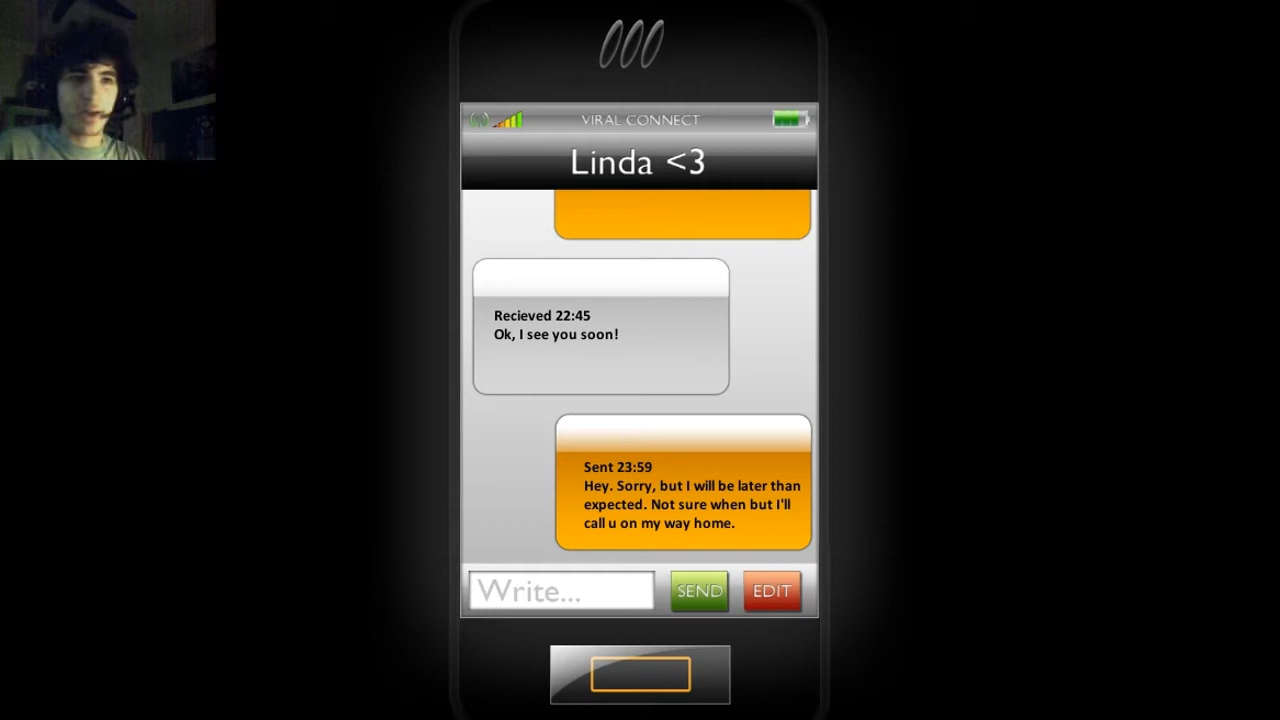 VIRAL CONNECT
Linda <3
Recieved 22:45
Ok, I see you soon!
Sent 23:59
Hey. Sorry, but I will be later than
expected. Not sure when but I'll
call u on my way home.
Write...
SEND
EDIT